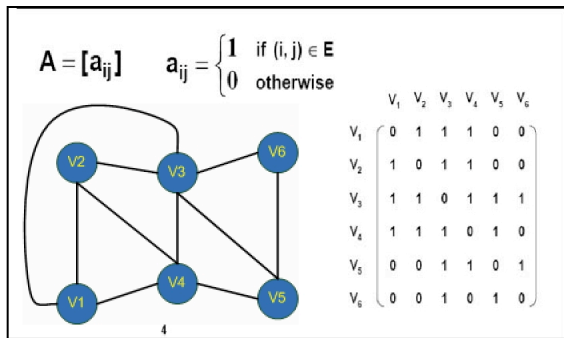 A = [aij] aij = { 1 if (i, j) ∈ E
0 otherwise
V2 V3 V6
V1 V4 V5
4
V1 V2 V3 V4 V5 V6
V1 0 1 1 1 0 0
V2 1 0 1 1 0 0
V3 1 1 0 1 1 1
V4 1 1 1 0 1 0
V5 0 0 1 1 0 1
V6 0 0 1 0 1 0